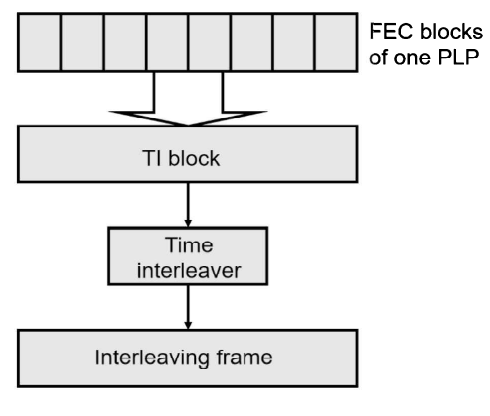 FEC blocks
of one PLP
TI block
Time
interleaver
Interleaving frame